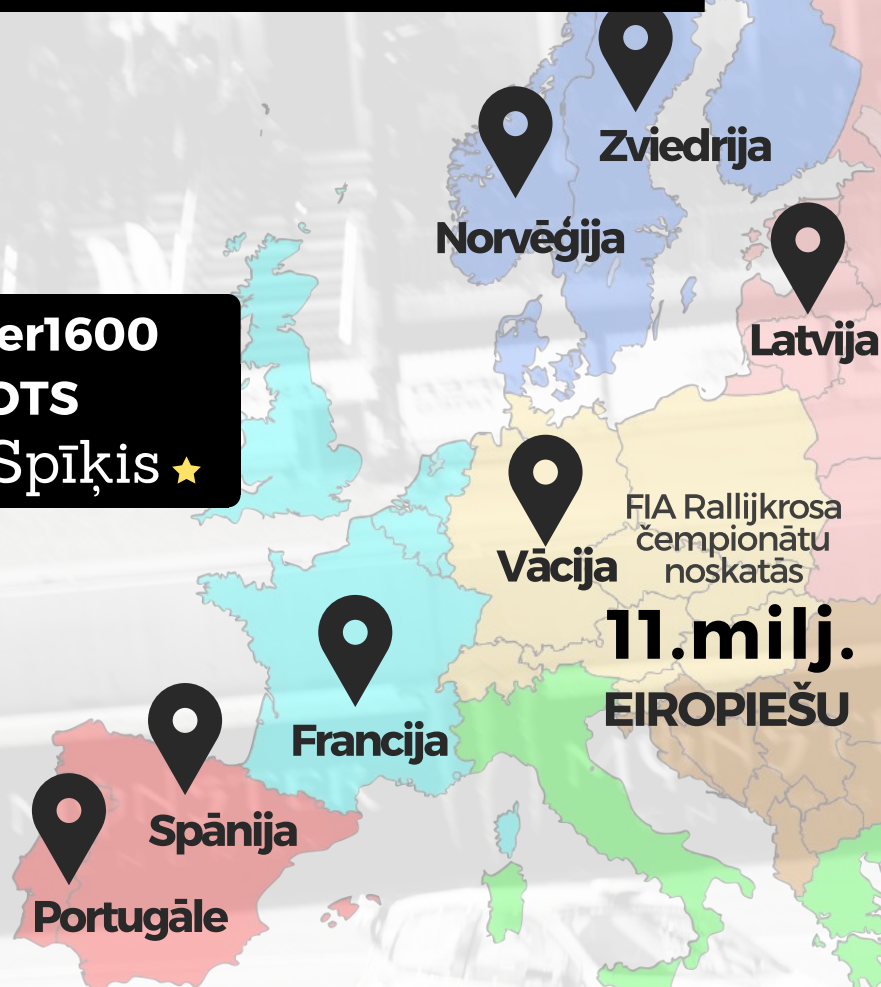 Zviedrija
Norvēģija
Latvija
er1600
OTS
Spīķis
FIA Rallijkrosa
čempionātu
noskatās
Vācija
11.milj.
EIROPIEŠU
Francija
Spānija
Portugāle